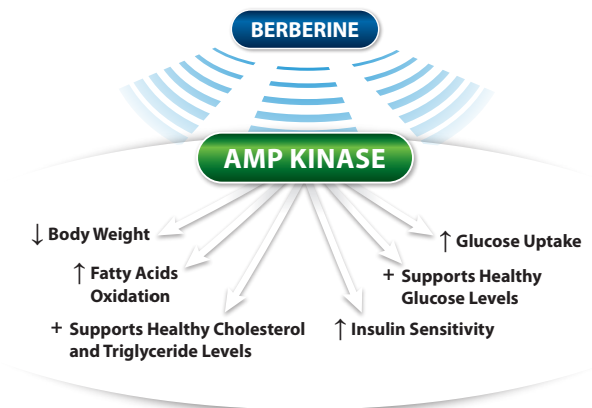 BERBERINE
AMP KINASE
↓ Body Weight
↑ Glucose Uptake
↑ Fatty Acids
Oxidation
+ Supports Healthy
Glucose Levels
+ Supports Healthy Cholesterol
and Triglyceride Levels
↑ Insulin Sensitivity